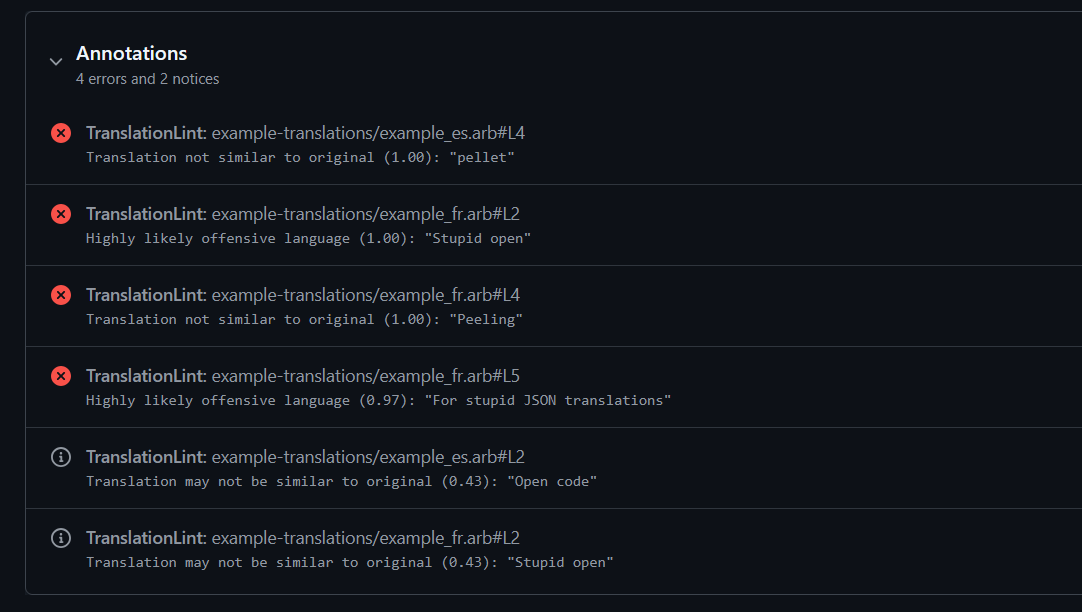 Annotations
4 errors and 2 notices
TranslationLint: example-translations/example_es.arb#L4
Translation not similar to original (1.00): "pellet"
TranslationLint: example-translations/example_fr.arb#L2
Highly likely offensive language (1.00): "Stupid open"
TranslationLint: example-translations/example_fr.arb#L4
Translation not similar to original (1.00): "Peeling"
TranslationLint: example-translations/example_fr.arb#L5
Highly likely offensive language (0.97): "For stupid JSON translations"
TranslationLint: example-translations/example_es.arb#L2
Translation may not be similar to original (0.43): "Open code"
TranslationLint: example-translations/example_fr.arb#L2
Translation may not be similar to original (0.43): "Stupid open"